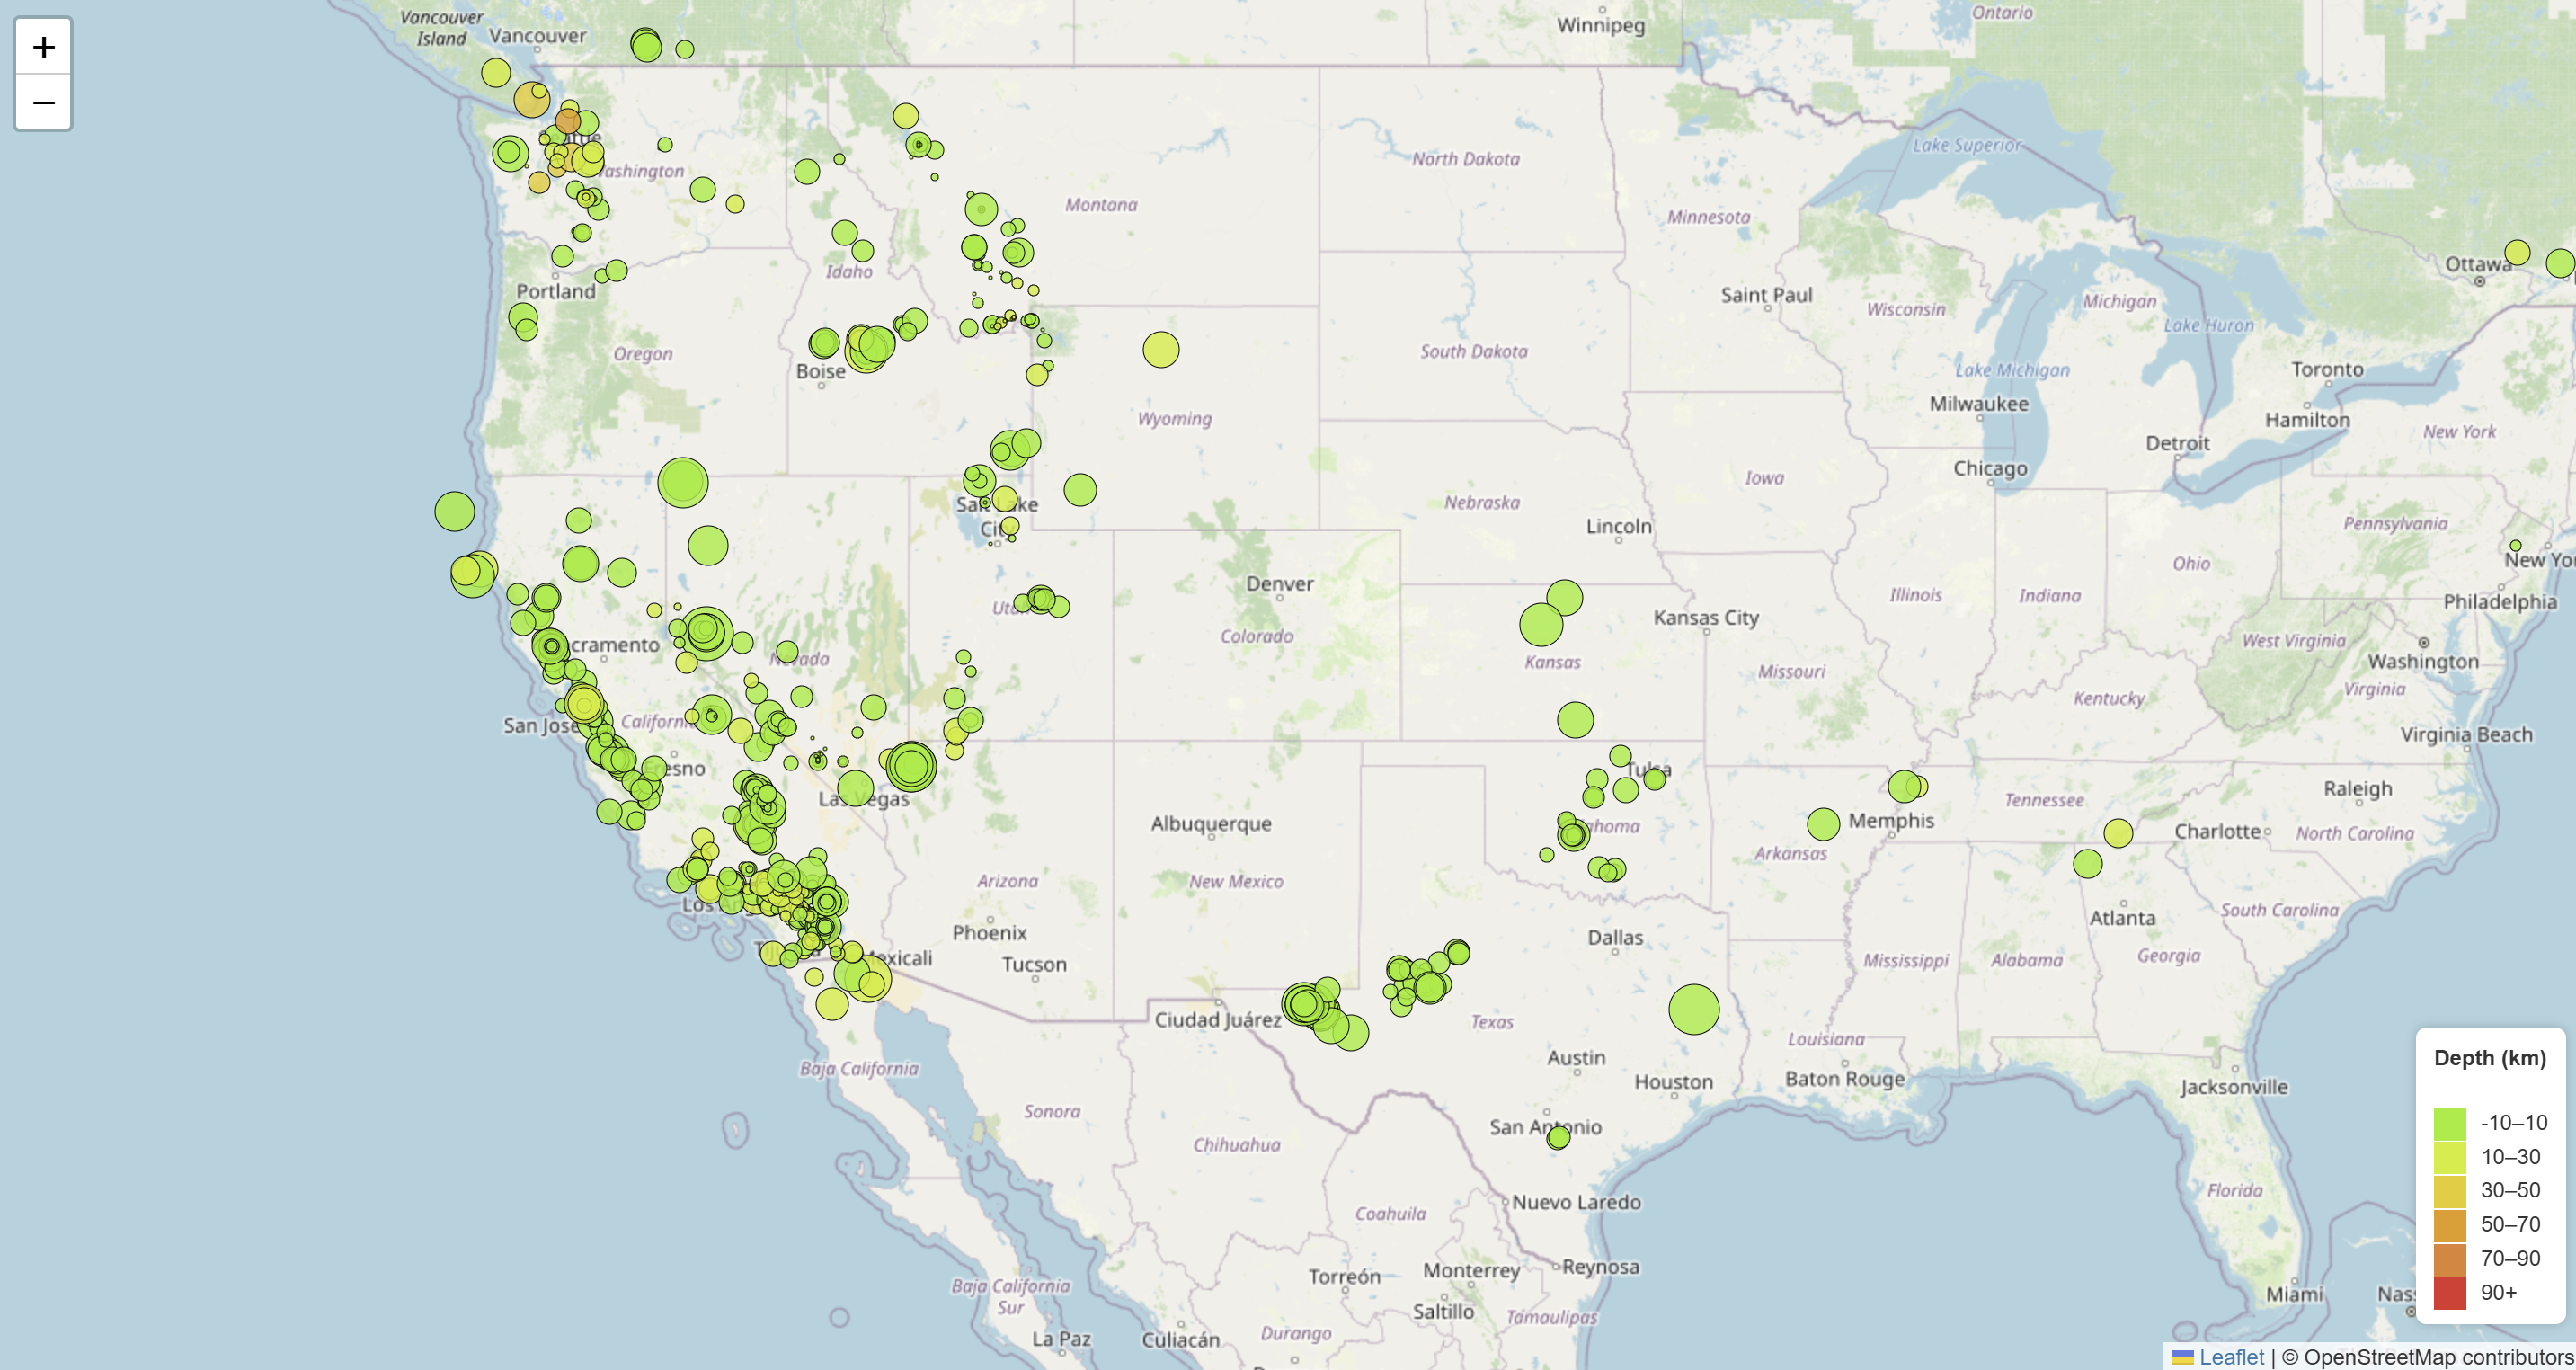 Vancouver
Island
Vancouver
Winnipeg
Ontario
+
−
Washington
North Dakota
Lake Superior
Montana
Minnesota
Idaho
Ottawa
Portland
Saint Paul
Wisconsin
Michigan
Lake Huron
Oregon
South Dakota
Boise
Lake Michigan
Toronto
Milwaukee
Hamilton
Wyoming
New York
Detroit
Chicago
Iowa
Salt Lake
City
Nebraska
Lincoln
Pennsylvania
Ohio
New Yo
Denver
Utah
Illinois
Indiana
Philadelphia
Kansas City
Sacramento
Colorado
West Virginia
Nevada
Kansas
Missouri
Washington
Virginia
Kentucky
San Jose
California
Virginia Beach
Fresno
Tulsa
Las Vegas
Raleigh
Tennessee
Albuquerque
Memphis
Oklahoma
Charlotte
North Carolina
Arkansas
Arizona
New Mexico
Los Ang
South Carolina
Atlanta
Phoenix
Dallas
Mexicali
Tucson
Mississippi
Alabama
Georgia
Ciudad Juárez
Texas
Louisiana
Austin
Baja California
Houston
Baton Rouge
Jacksonville
Sonora
San Antonio
Chihuahua
Florida
Nuevo Laredo
Coahuila
Reynosa
Torreón
Monterrey
Baja California
Sur
Miami
Nas
Saltillo
Tamaulipas
Durango
La Paz
Culiacán
Depth (km)
-10–10
10–30
30–50
50–70
70–90
90+
Leaflet | © OpenStreetMap contributors